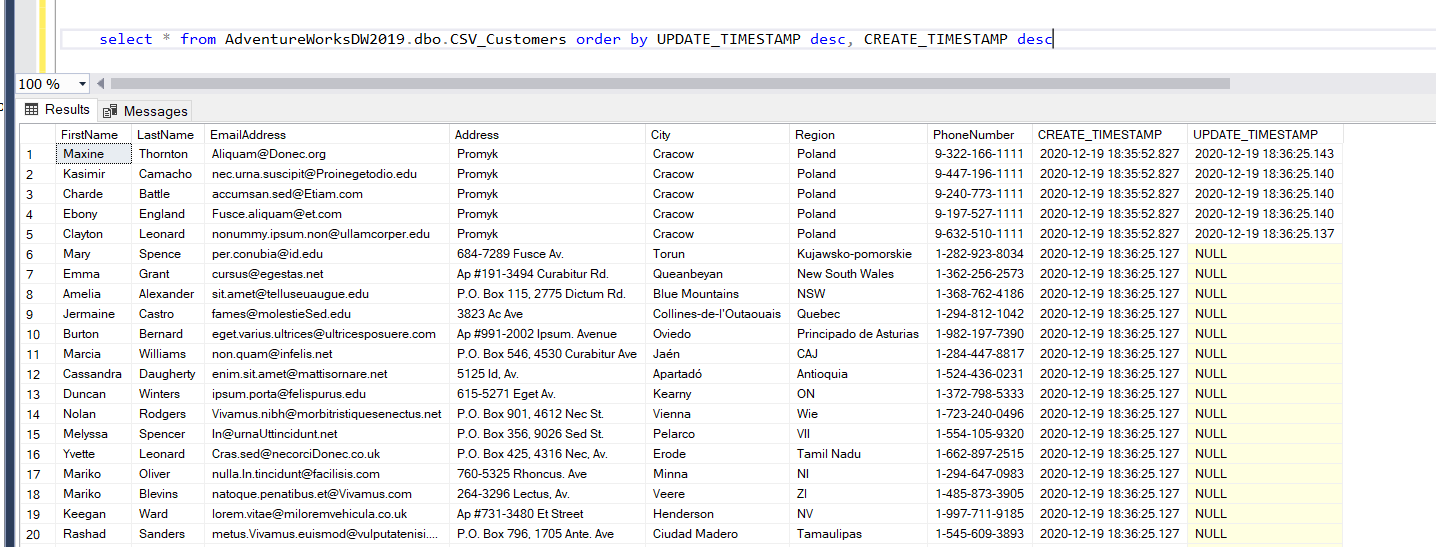 select * from AdventureWorksDW2019.dbo.CSV_Customers order by UPDATE_TIMESTAMP desc, CREATE_TIMESTAMP desc
100 %
Results Messages
FirstName LastName EmailAddress Address City Region PhoneNumber CREATE_TIMESTAMP UPDATE_TIMESTAMP
1 Maxine Thornton Aliquam@Donec.org Promyk Cracow Poland 9-322-166-1111 2020-12-19 18:35:52.827 2020-12-19 18:36:25.143
2 Kasimir Camacho nec.urna.suscipit@Proinegetodio.edu Promyk Cracow Poland 9-447-196-1111 2020-12-19 18:35:52.827 2020-12-19 18:36:25.140
3 Charde Battle accumsan.sed@Etiam.com Promyk Cracow Poland 9-240-773-1111 2020-12-19 18:35:52.827 2020-12-19 18:36:25.140
4 Ebony England Fusce.aliquam@et.com Promyk Cracow Poland 9-197-527-1111 2020-12-19 18:35:52.827 2020-12-19 18:36:25.140
5 Clayton Leonard nonummy.ipsum.non@ullamcorper.edu Promyk Cracow Poland 9-632-510-1111 2020-12-19 18:35:52.827 2020-12-19 18:36:25.137
6 Mary Spence per.conubia@id.edu 684-7289 Fusce Av. Torun Kujawsko-pomorskie 1-282-923-8034 2020-12-19 18:36:25.127 NULL
7 Emma Grant cursus@egestas.net Ap #191-3494 Curabitur Rd. Queanbeyan New South Wales 1-362-256-2573 2020-12-19 18:36:25.127 NULL
8 Amelia Alexander sit.amet@telluseuaugue.edu P.O. Box 115, 2775 Dictum Rd. Blue Mountains NSW 1-368-762-4186 2020-12-19 18:36:25.127 NULL
9 Jermaine Castro fames@molestieSed.edu 3823 Ac Ave Collines-de-l'Outaouais Quebec 1-294-812-1042 2020-12-19 18:36:25.127 NULL
10 Burton Bernard eget.varius.ultrices@ultricesposuere.com Ap #991-2002 Ipsum. Avenue Oviedo Principado de Asturias 1-982-197-7390 2020-12-19 18:36:25.127 NULL
11 Marcia Williams non.quam@infelis.net P.O. Box 546, 4530 Curabitur Ave Jaén CAJ 1-284-447-8817 2020-12-19 18:36:25.127 NULL
12 Cassandra Daugherty enim.sit.amet@mattisornare.net 5125 Id, Av. Apartadó Antioquia 1-524-436-0231 2020-12-19 18:36:25.127 NULL
13 Duncan Winters ipsum.porta@felispurus.edu 615-5271 Eget Av. Kearny ON 1-372-798-5333 2020-12-19 18:36:25.127 NULL
14 Nolan Rodgers Vivamus.nibh@morbitristiquesenectus.net P.O. Box 901, 4612 Nec St. Vienna Wie 1-723-240-0496 2020-12-19 18:36:25.127 NULL
15 Melyssa Spencer In@urnaUttincidunt.net P.O. Box 356, 9026 Sed St. Pelarco VII 1-554-105-9320 2020-12-19 18:36:25.127 NULL
16 Yvette Leonard Cras.sed@necorciDonec.co.uk P.O. Box 425, 4316 Nec, Av. Erode Tamil Nadu 1-662-897-2515 2020-12-19 18:36:25.127 NULL
17 Mariko Oliver nulla.In.tincidunt@facilisis.com 760-5325 Rhoncus. Ave Minna NI 1-294-647-0983 2020-12-19 18:36:25.127 NULL
18 Mariko Blevins natoque.penatibus.et@Vivamus.com 264-3296 Lectus, Av. Veere ZI 1-485-873-3905 2020-12-19 18:36:25.127 NULL
19 Keegan Ward lorem.vitae@miloremvehicula.co.uk Ap #731-3480 Et Street Henderson NV 1-997-711-9185 2020-12-19 18:36:25.127 NULL
20 Rashad Sanders metus.Vivamus.euismod@vulputatenisi.... P.O. Box 796, 1705 Ante. Ave Ciudad Madero Tamaulipas 1-545-609-3893 2020-12-19 18:36:25.127 NULL